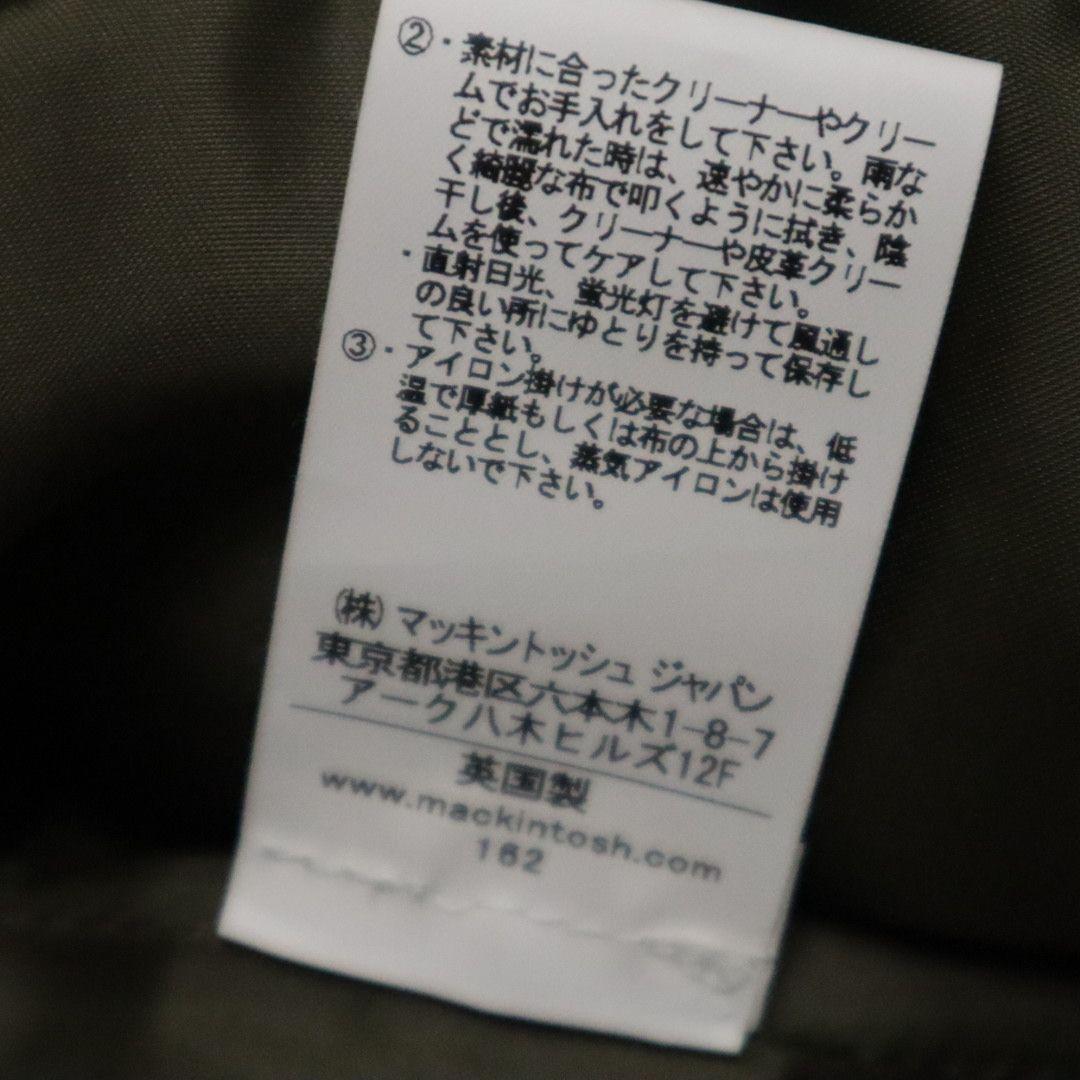 ②・素材に合ったクリーナーやクリー
ムでお手入れをして下さい。雨な
どで濡れた時は、速やかに柔らか
く綺麗な布で叩くように拭き、陰
干し後、クリーナーや皮革クリー
ムを使ってケアして下さい。
・直射日光、蛍光灯を避けて風通し
の良い所にゆとりを持って保存し
て下さい。
③・アイロン掛けが必要な場合は、低
温で厚紙もしくは布の上から掛け
ることとし、蒸気アイロンは使用
しないで下さい。
(株) マッキントッシュ ジャパン
東京都港区六本木1-8-7
アーク八木ヒルズ12F
英国製
www.mackintosh.com
162